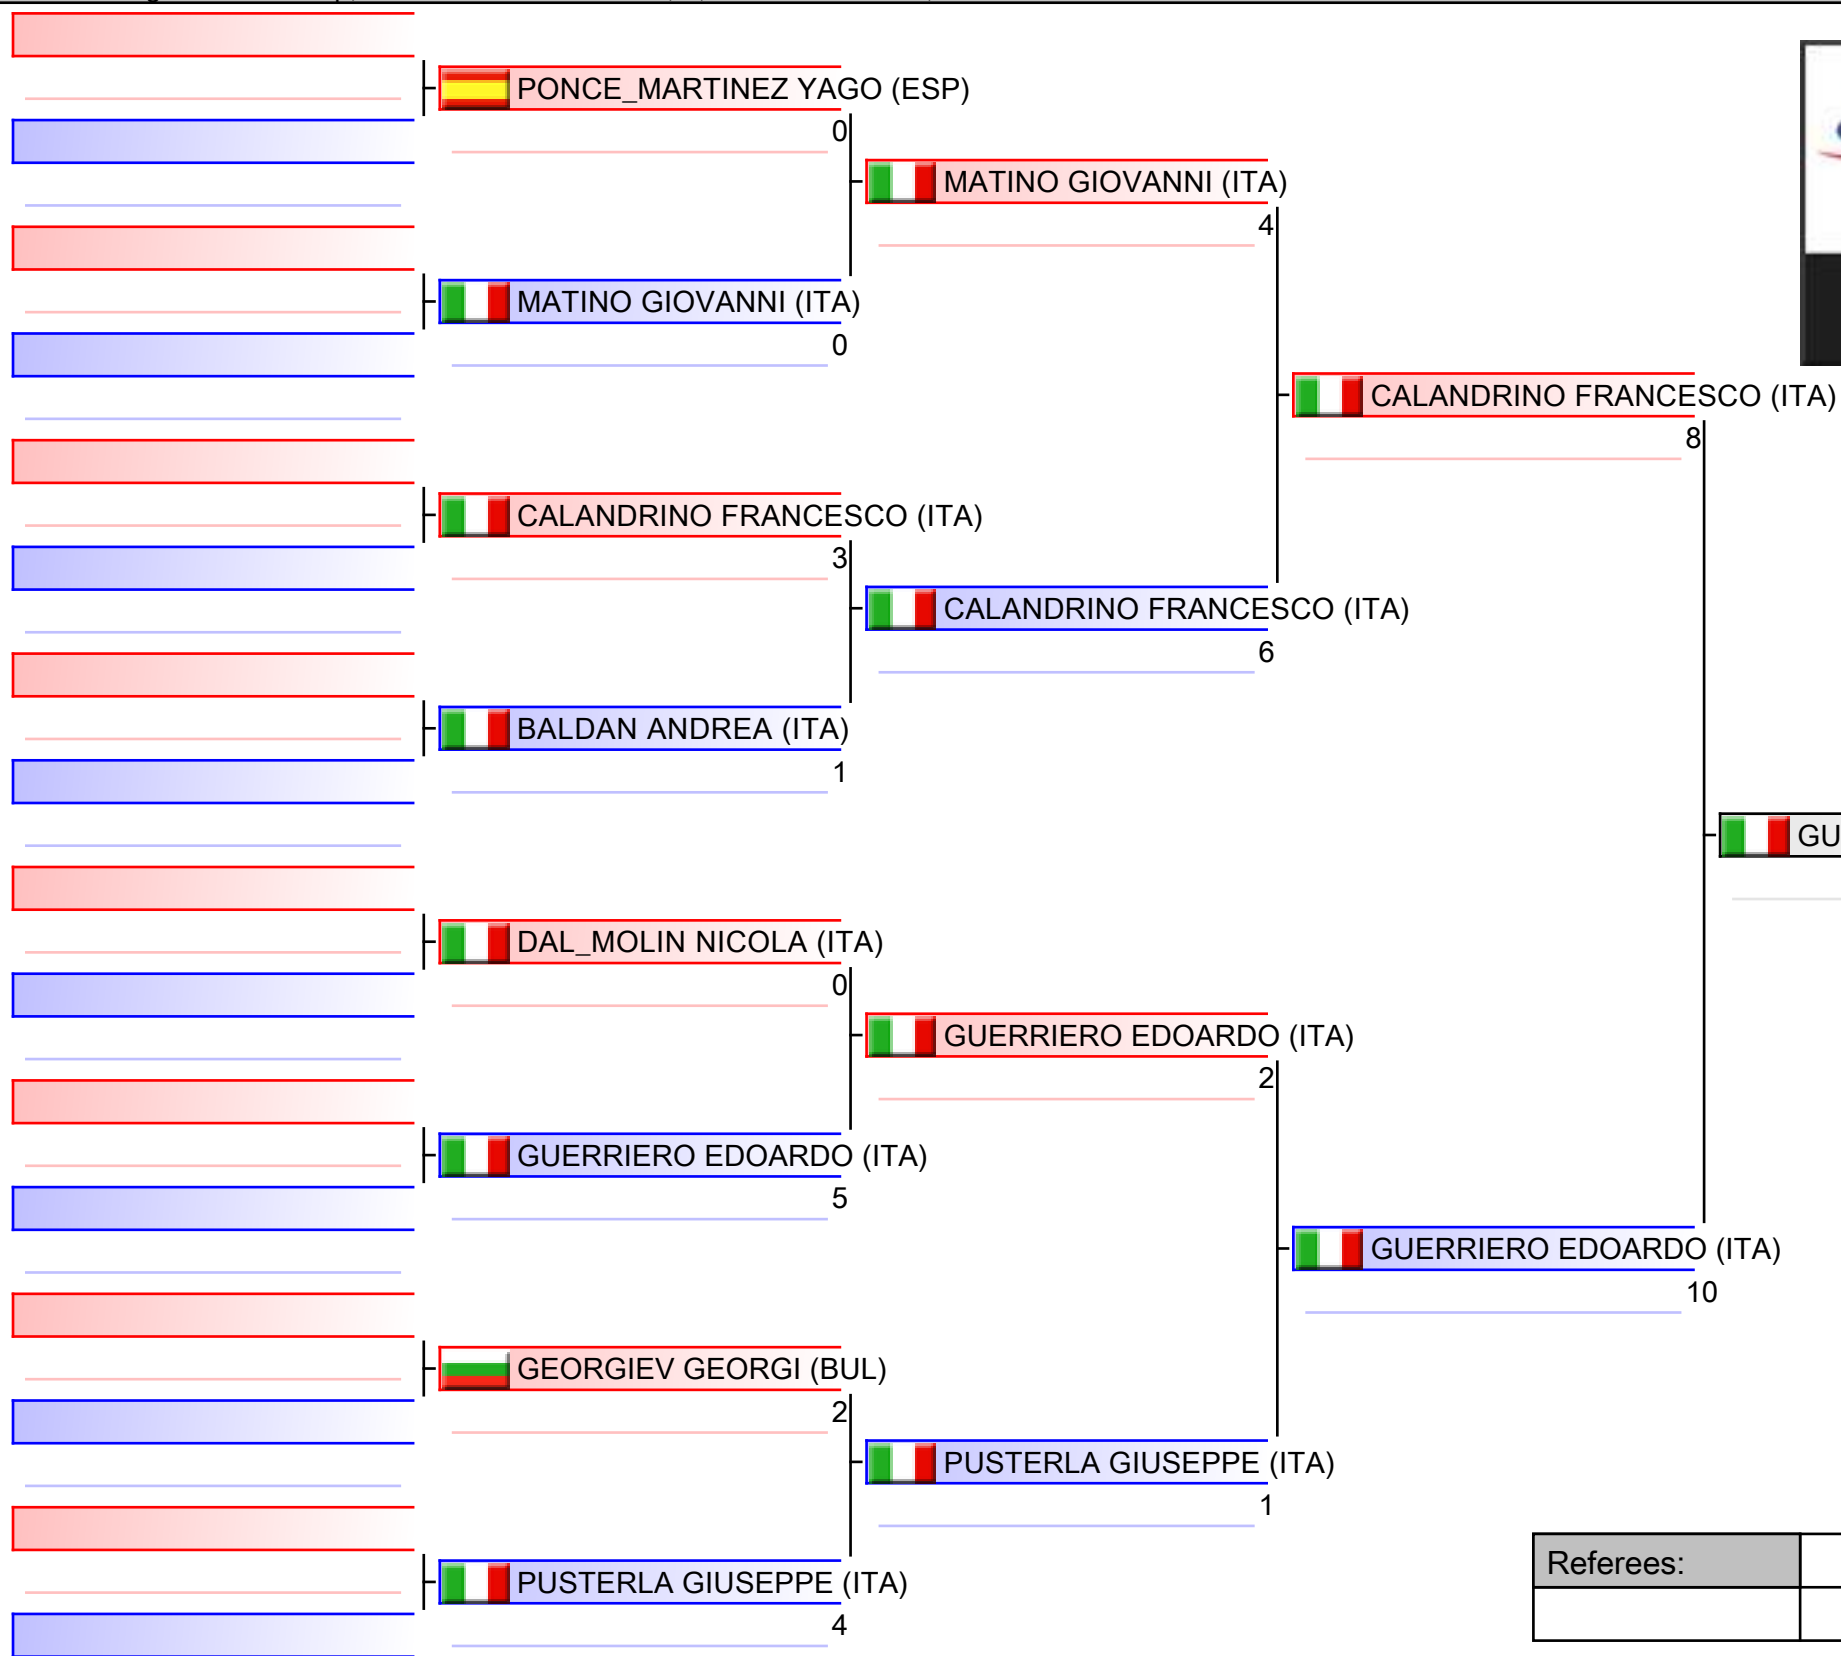 PONCE_MARTINEZ YAGO (ESP)
0
MATINO GIOVANNI (ITA)
4
MATINO GIOVANNI (ITA)
0
CALANDRINO FRANCESCO (ITA)
8
CALANDRINO FRANCESCO (ITA)
3
CALANDRINO FRANCESCO (ITA)
6
BALDAN ANDREA (ITA)
1
GU
DAL_MOLIN NICOLA (ITA)
0
GUERRIERO EDOARDO (ITA)
2
GUERRIERO EDOARDO (ITA)
5
GUERRIERO EDOARDO (ITA)
10
GEORGIEV GEORGI (BUL)
2
PUSTERLA GIUSEPPE (ITA)
1
PUSTERLA GIUSEPPE (ITA)
4
Referees: